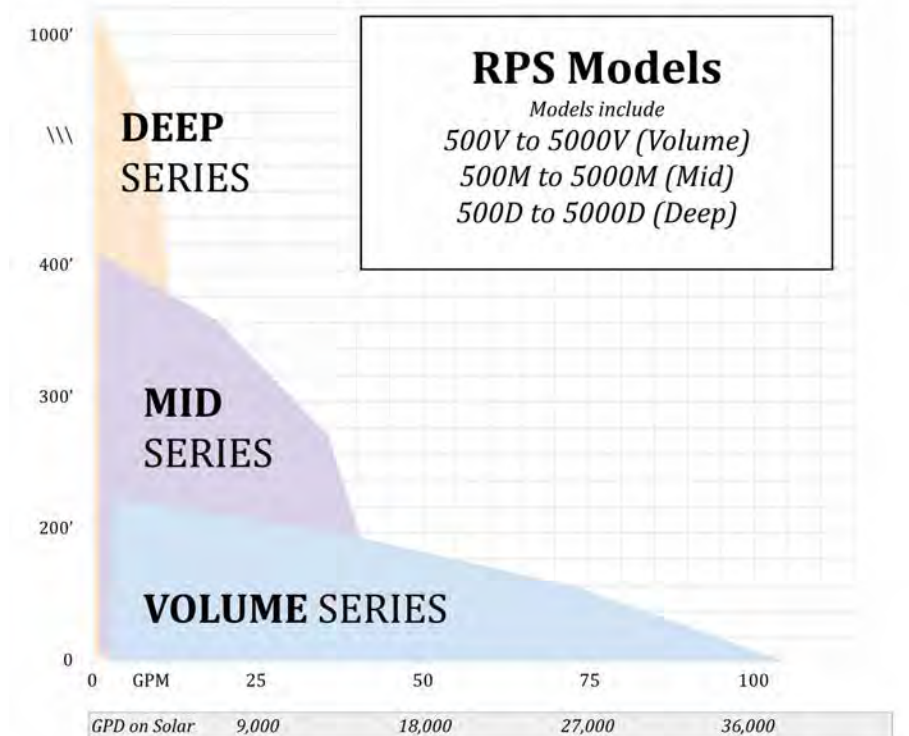 1000'
\\\
400'
300'
200'
0
DEEP
SERIES
MID
SERIES
VOLUME SERIES
RPS Models
Models include
500V to 5000V (Volume)
500M to 5000M (Mid)
500D to 5000D (Deep)
0 GPM 25 50 75 100
GPD on Solar 9,000 18,000 27,000 36,000